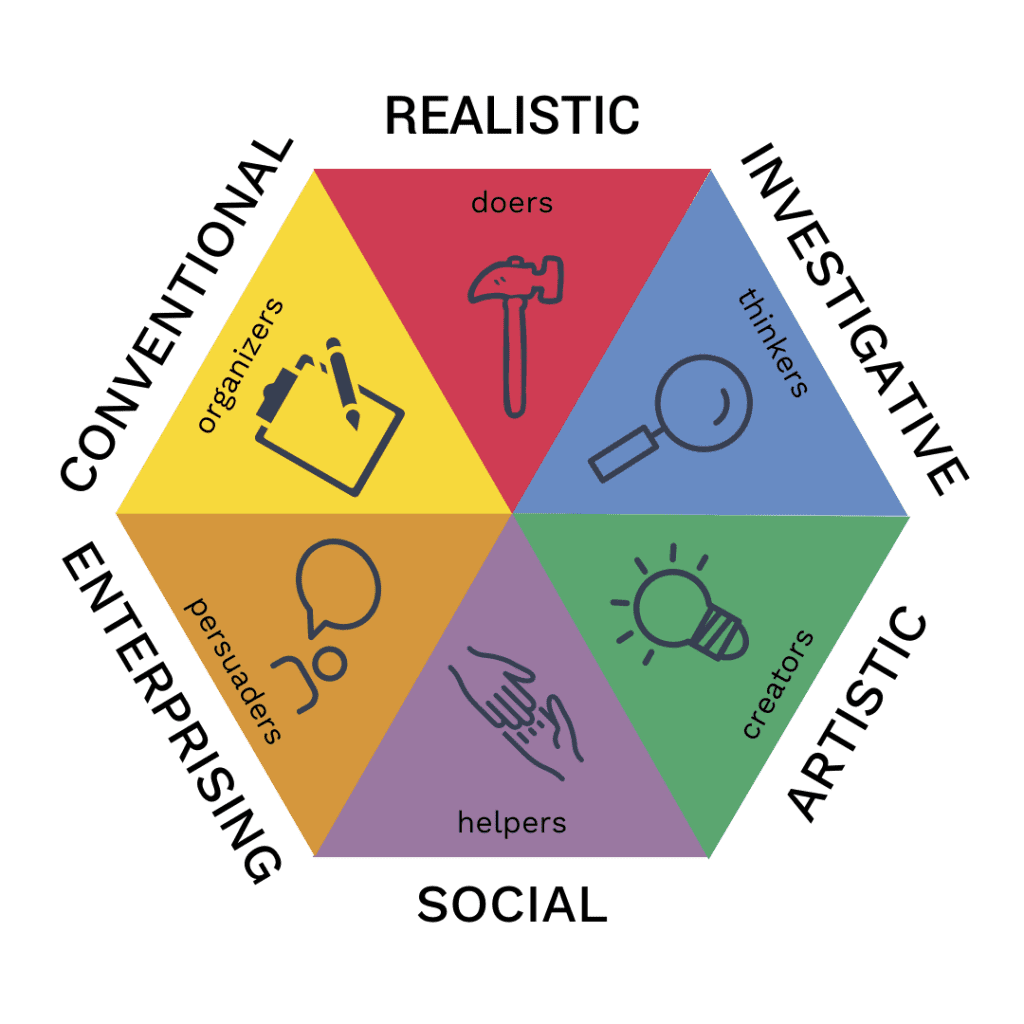 REALISTIC
doers
INVESTIGATIVE
thinkers
ARTISTIC
creators
SOCIAL
helpers
ENTERPRISING
persuaders
CONVENTIONAL
organizers